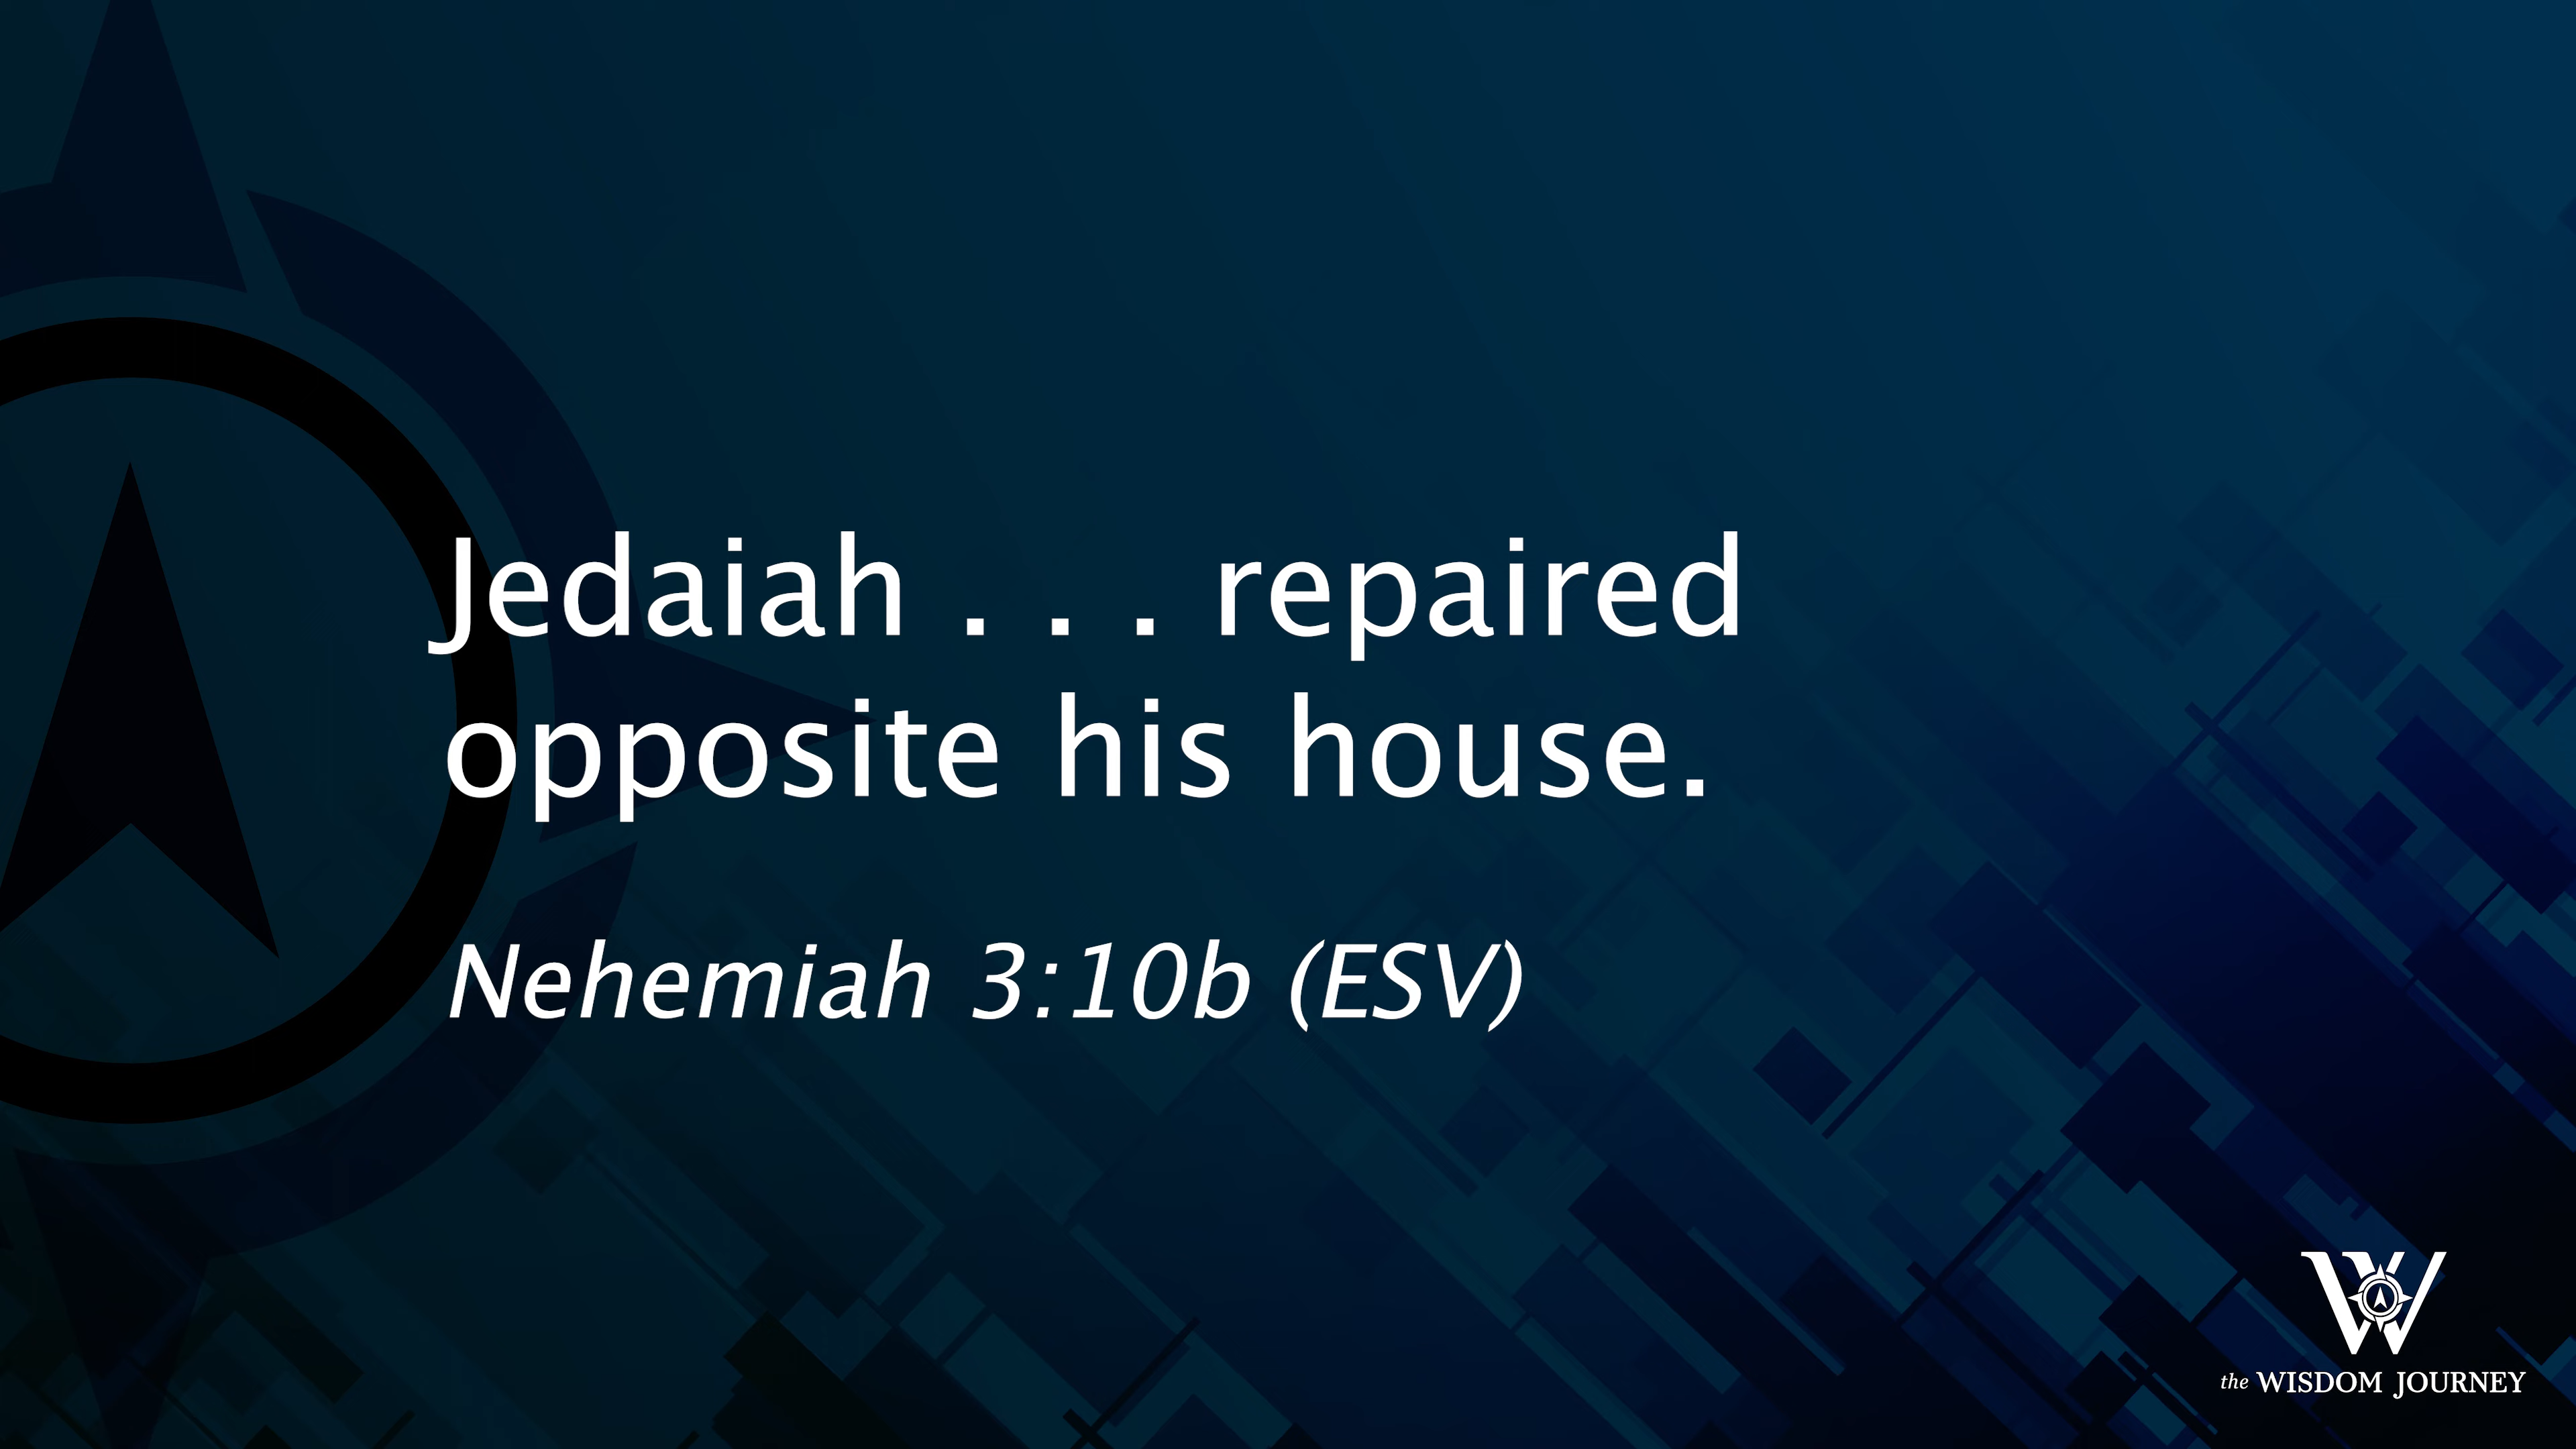 Jedaiah . . . repaired
opposite his house.
Nehemiah 3:10b (ESV)
W
the WISDOM JOURNEY